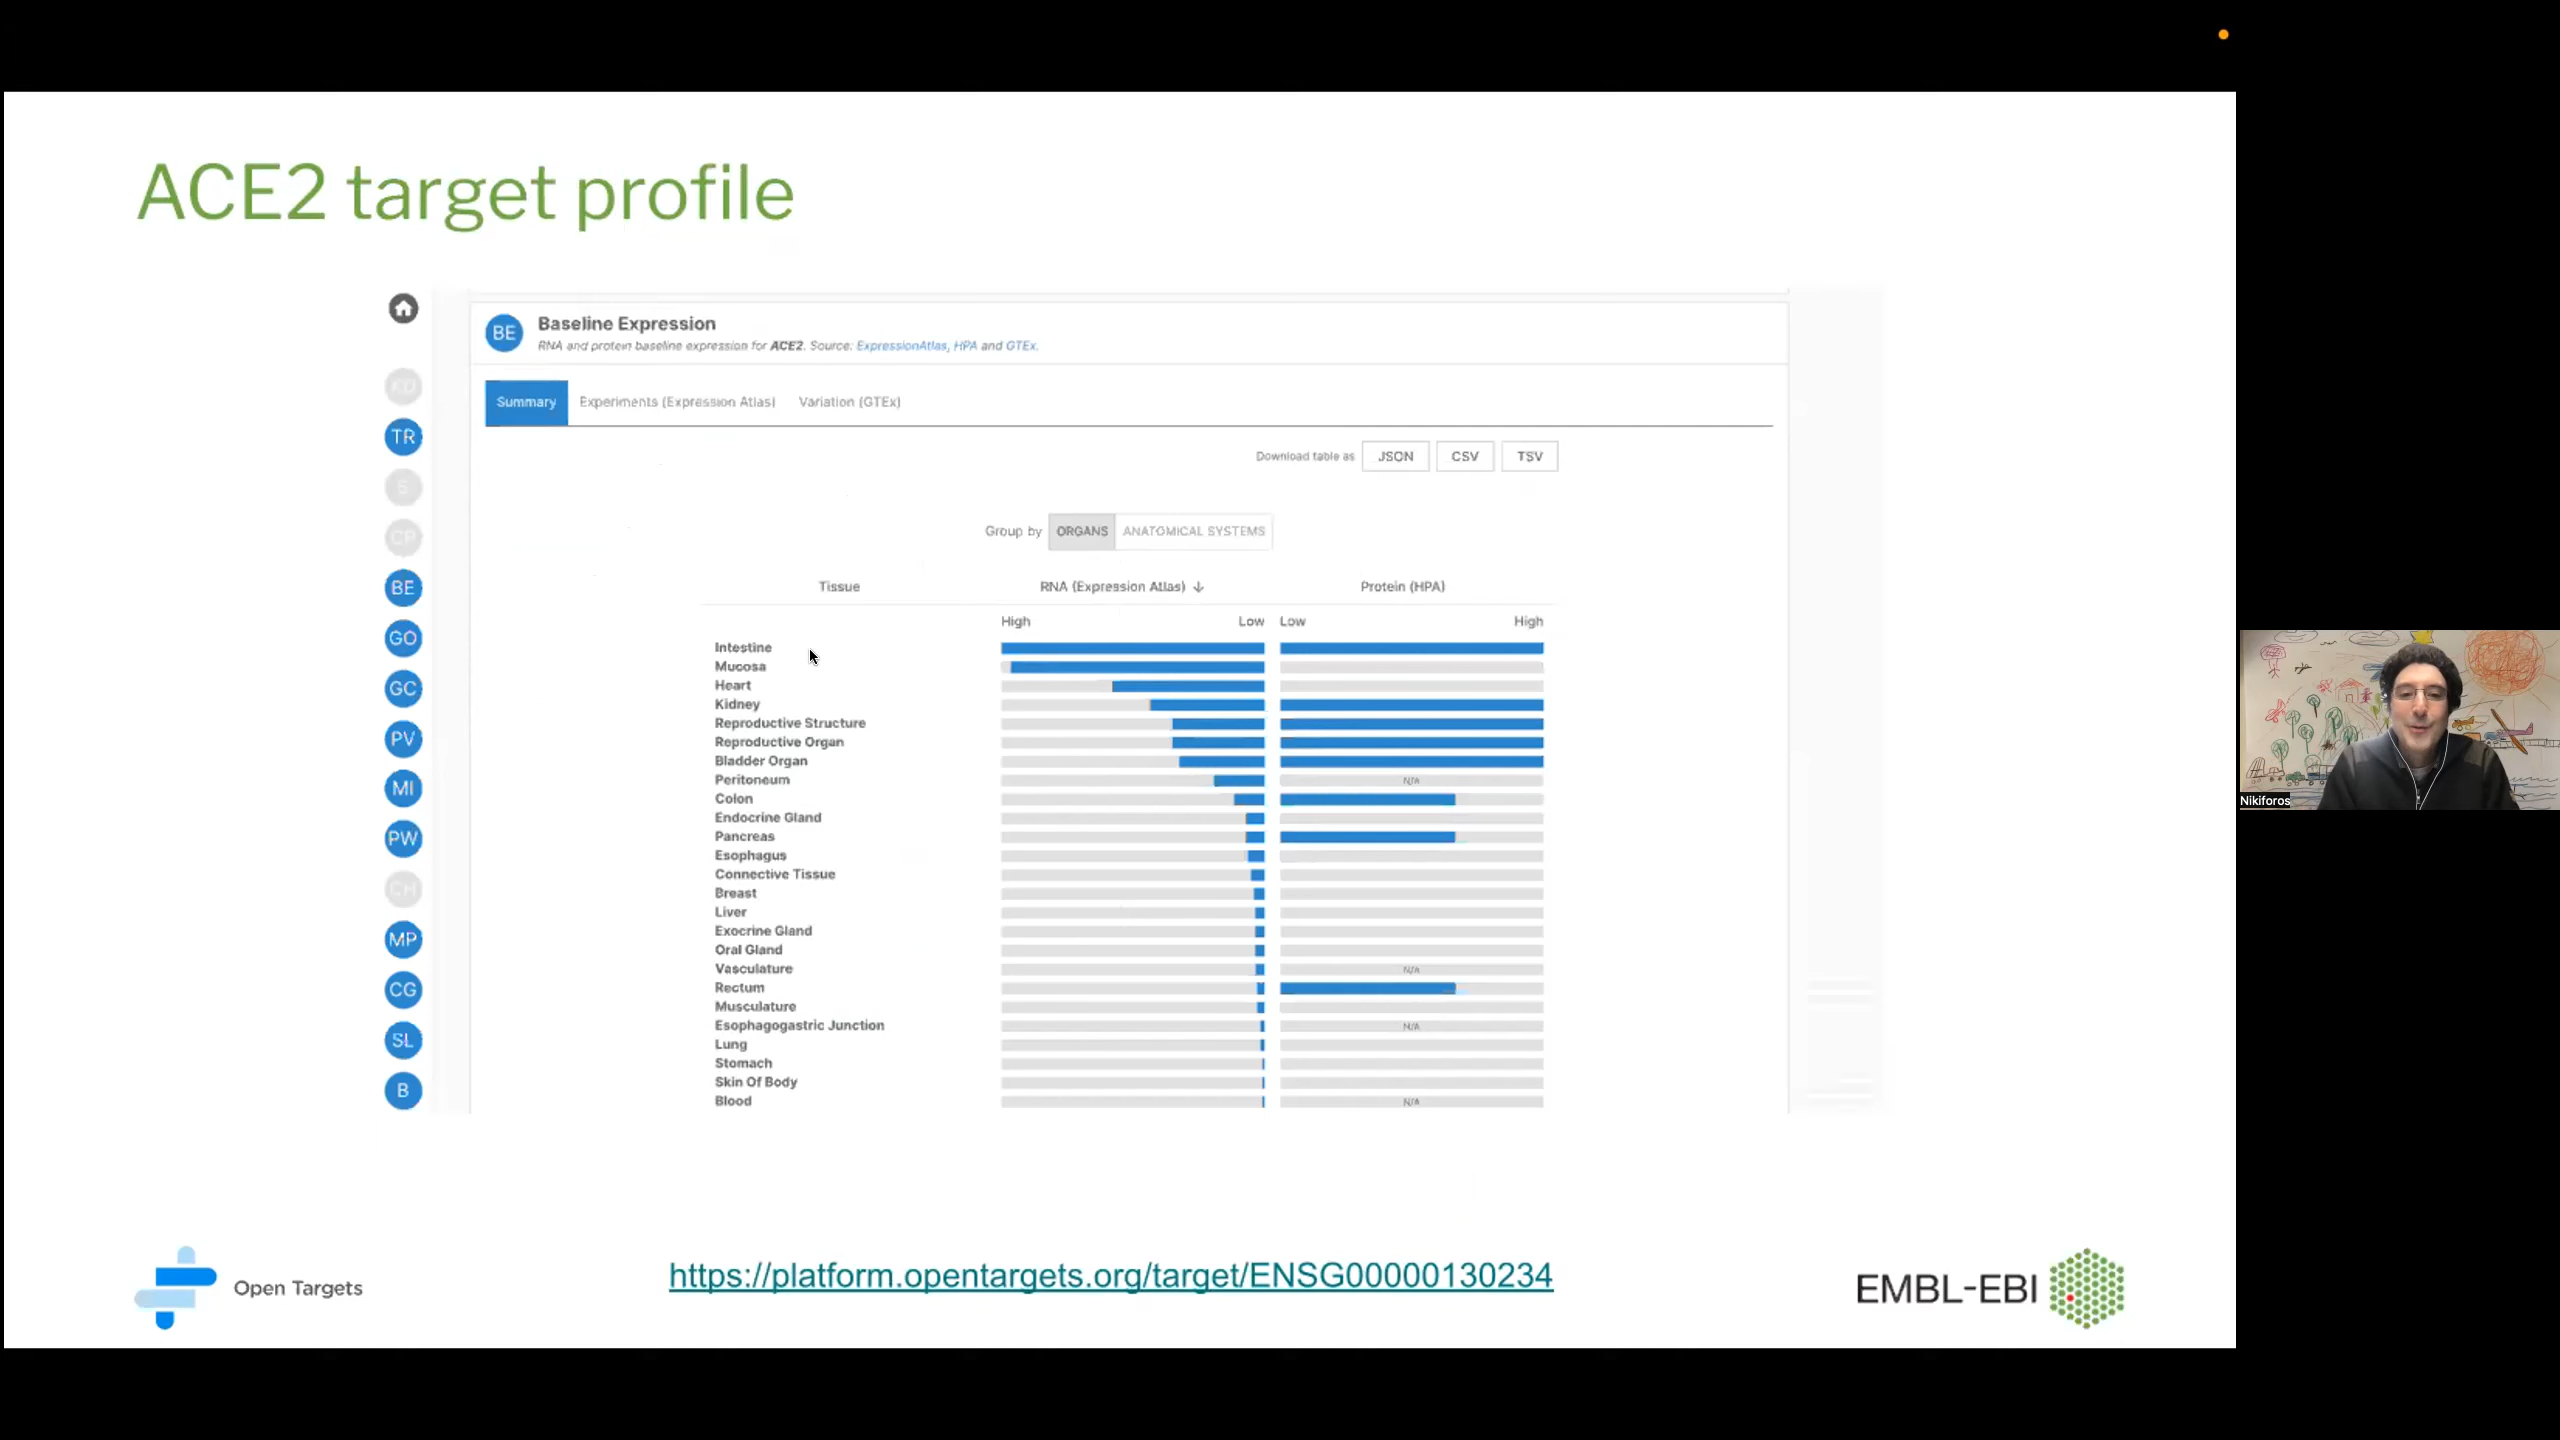 ACE2 target profile
BE
Baseline Expression
RNA and protein baseline expression for ACE2. Source: ExpressionAtlas, HPA and GTEx.
KD
TR
S
CP
BE
GO
GC
PV
MI
PW
CH
MP
CG
SL
B
Summary
Experiments (Expression Atlas)
Variation (GTEx)
Download table as JSON CSV TSV
Group by ORGANS ANATOMICAL SYSTEMS
Tissue RNA (Expression Atlas) ↓ Protein (HPA)
High Low Low High
Intestine
Mucosa
Heart
Kidney
Reproductive Structure
Reproductive Organ
Bladder Organ
Peritoneum N/A
Colon
Endocrine Gland
Pancreas
Esophagus
Connective Tissue
Breast
Liver
Exocrine Gland
Oral Gland
Vasculature N/A
Rectum
Musculature
Esophagogastric Junction N/A
Lung
Stomach
Skin Of Body
Blood N/A
Nikiforos
Open Targets
https://platform.opentargets.org/target/ENSG00000130234
EMBL-EBI